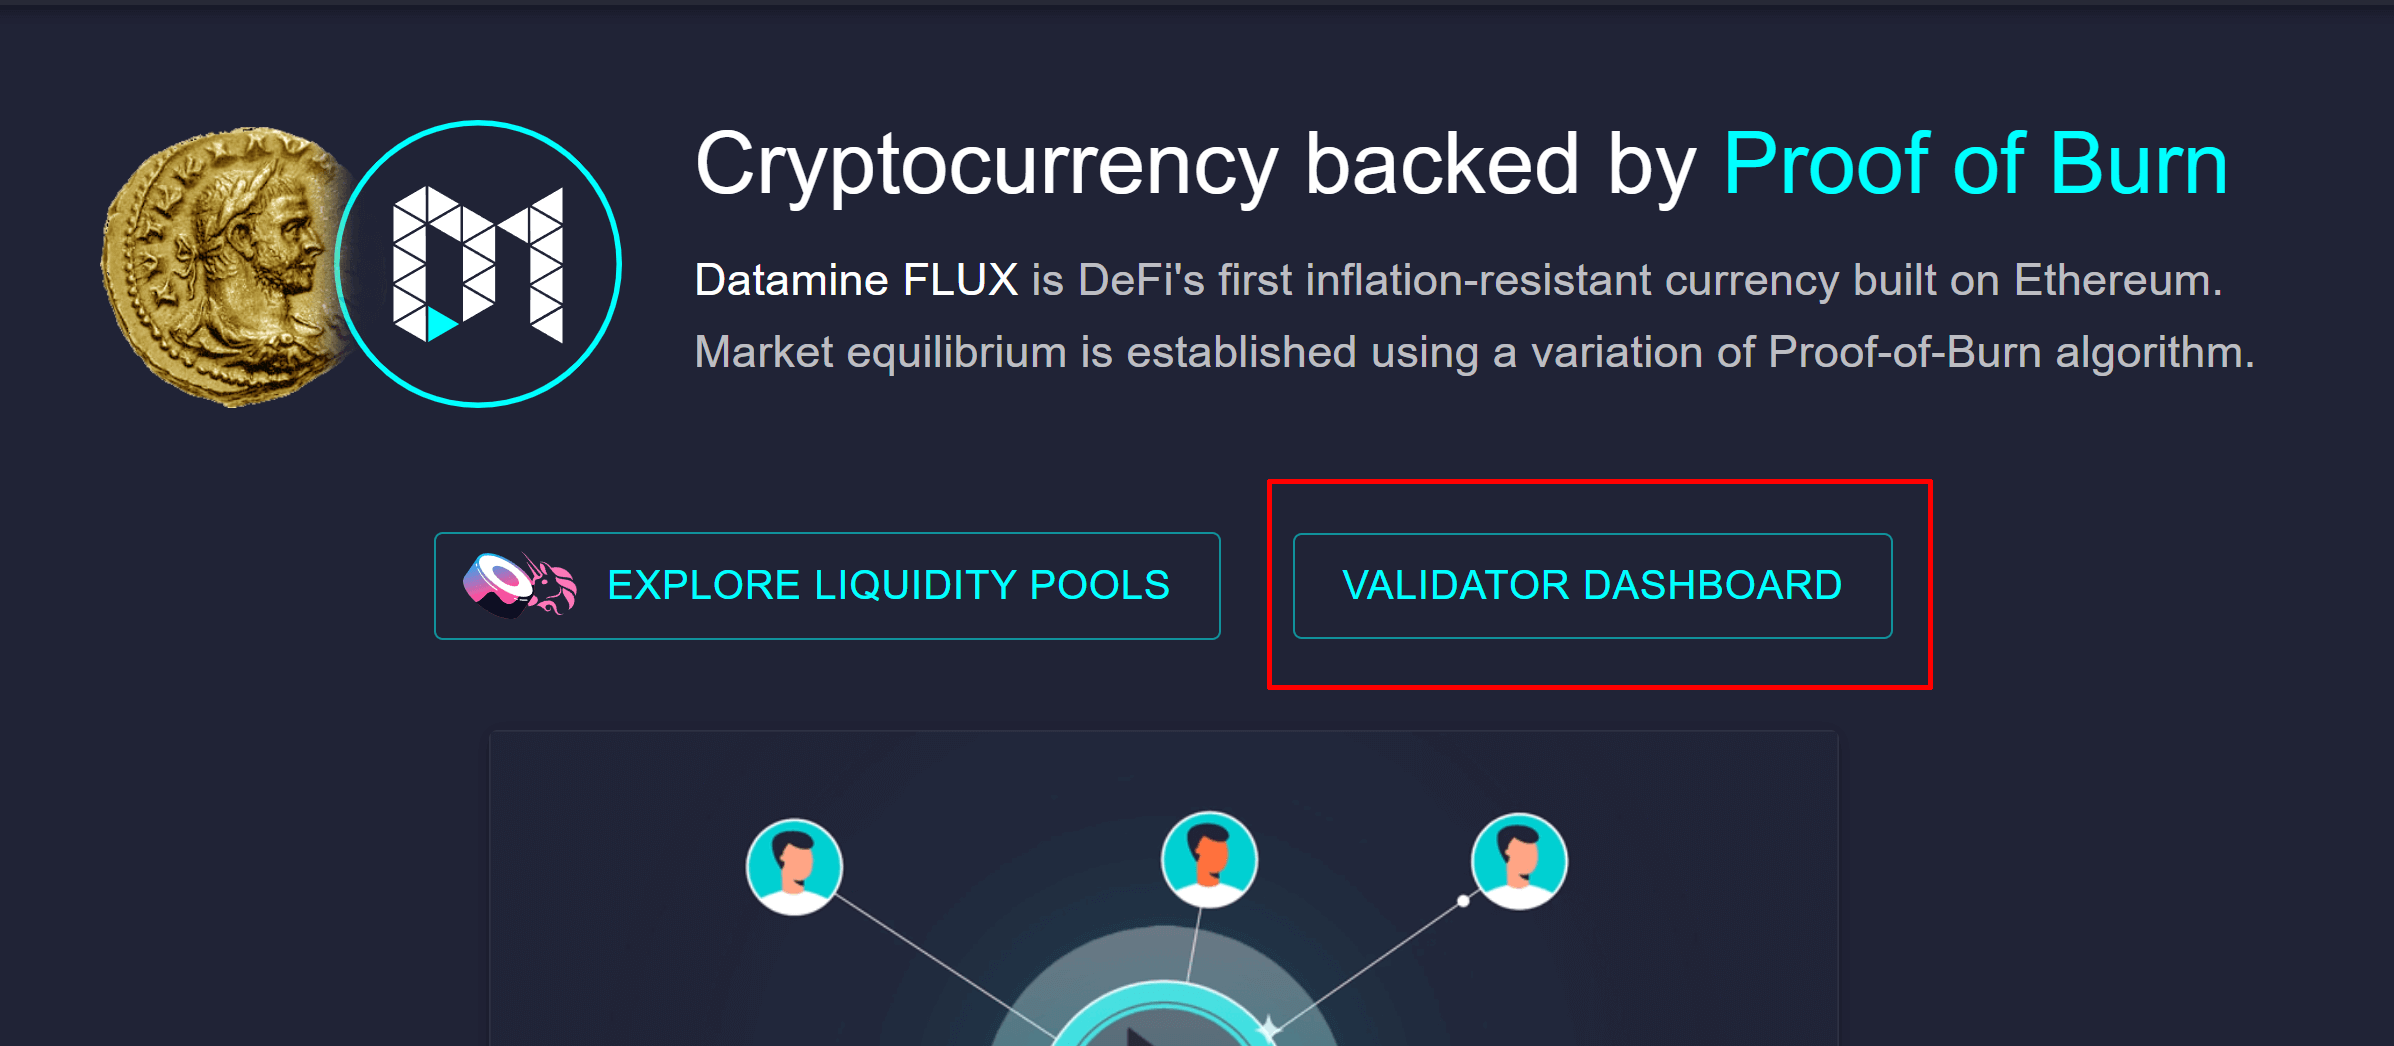 Cryptocurrency backed by Proof of Burn
Datamine FLUX is DeFi's first inflation-resistant currency built on Ethereum.
Market equilibrium is established using a variation of Proof-of-Burn algorithm.
EXPLORE LIQUIDITY POOLS
VALIDATOR DASHBOARD